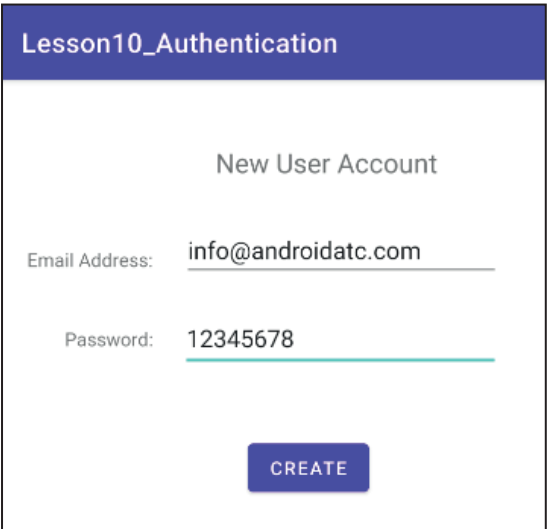 Lesson10_Authentication
New User Account
Email Address: info@androidatc.com
Password: 12345678
CREATE